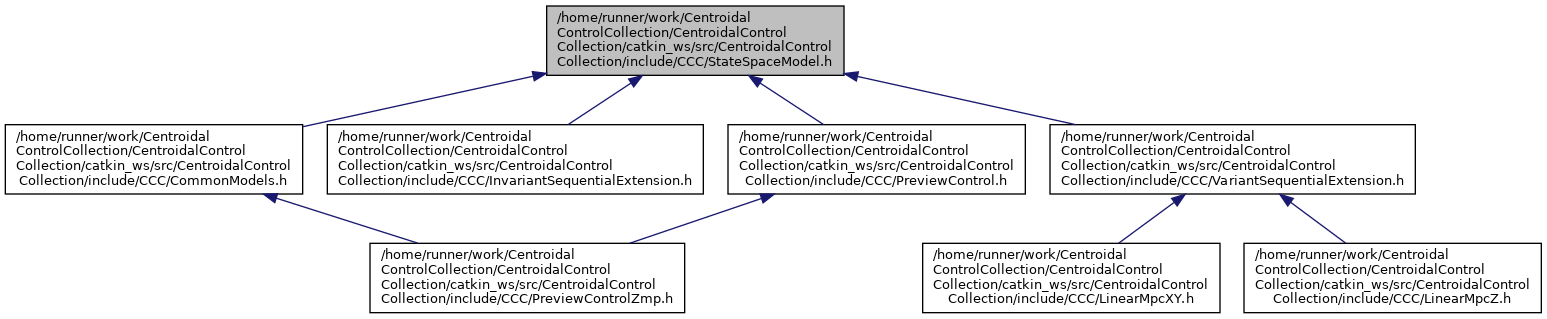 /home/runner/work/Centroidal
ControlCollection/CentroidalControl
Collection/catkin_ws/src/CentroidalControl
Collection/include/CCC/StateSpaceModel.h
/home/runner/work/Centroidal
ControlCollection/CentroidalControl
Collection/catkin_ws/src/CentroidalControl
Collection/include/CCC/CommonModels.h
/home/runner/work/Centroidal
ControlCollection/CentroidalControl
Collection/catkin_ws/src/CentroidalControl
Collection/include/CCC/InvariantSequentialExtension.h
/home/runner/work/Centroidal
ControlCollection/CentroidalControl
Collection/catkin_ws/src/CentroidalControl
Collection/include/CCC/PreviewControl.h
/home/runner/work/Centroidal
ControlCollection/CentroidalControl
Collection/catkin_ws/src/CentroidalControl
Collection/include/CCC/VariantSequentialExtension.h
/home/runner/work/Centroidal
ControlCollection/CentroidalControl
Collection/catkin_ws/src/CentroidalControl
Collection/include/CCC/PreviewControlZmp.h
/home/runner/work/Centroidal
ControlCollection/CentroidalControl
Collection/catkin_ws/src/CentroidalControl
Collection/include/CCC/LinearMpcXY.h
/home/runner/work/Centroidal
ControlCollection/CentroidalControl
Collection/catkin_ws/src/CentroidalControl
Collection/include/CCC/LinearMpcZ.h